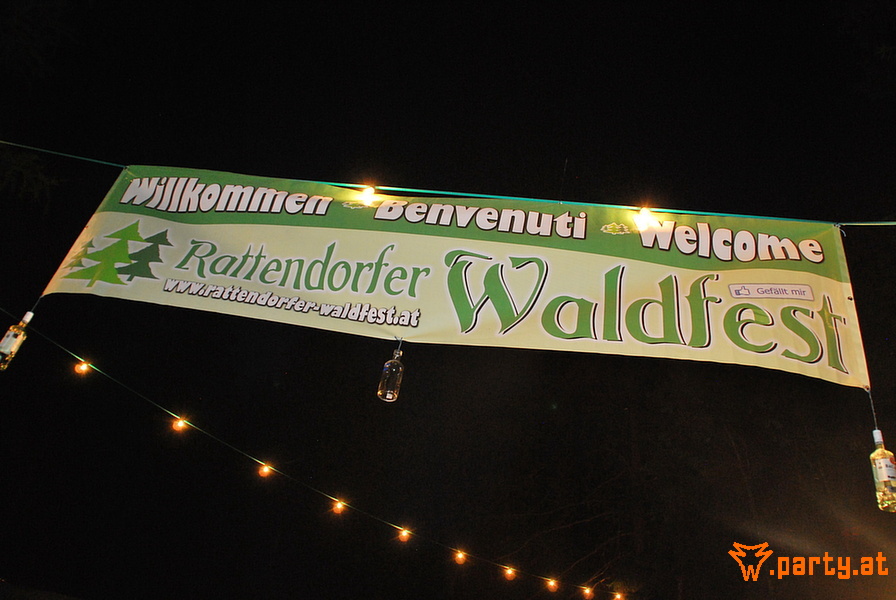 Willkommen Benvenuti Welcome
Rattendorfer Waldfest
www.rattendorfer-waldfest.at
Gefällt mir
W.party.at